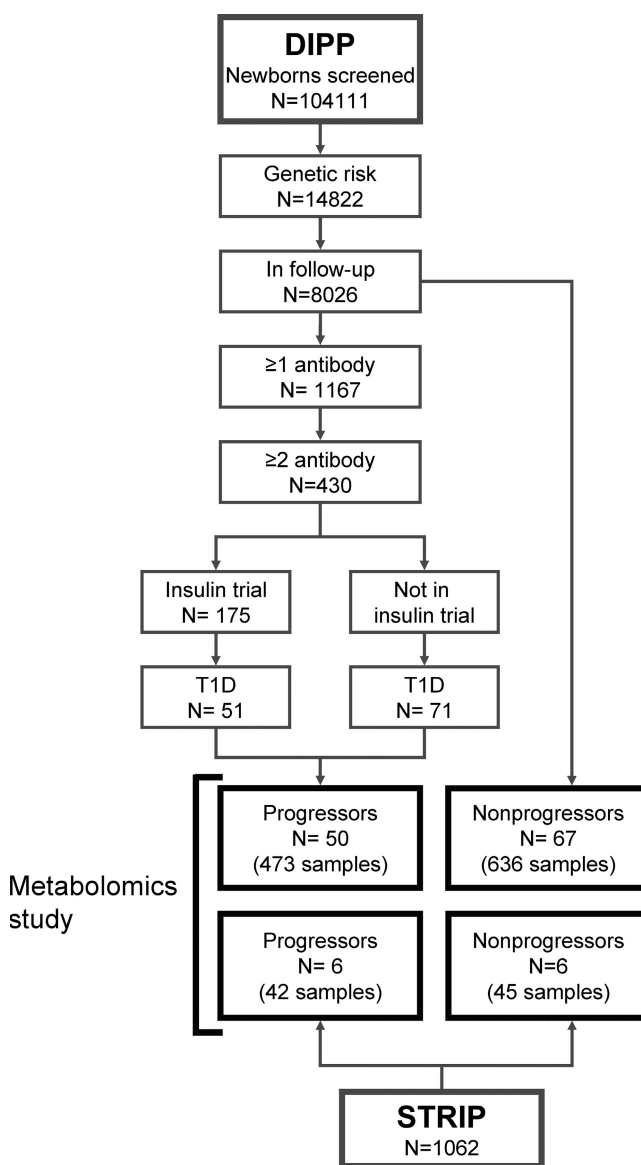 DIPP
Newborns screened
N=104111
Genetic risk
N=14822
In follow-up
N=8026
≥1 antibody
N= 1167
≥2 antibody
N=430
Insulin trial
N= 175
Not in
insulin trial
T1D
N= 51
T1D
N= 71
Metabolomics
study
Progressors
N= 50
(473 samples)
Nonprogressors
N= 67
(636 samples)
Progressors
N= 6
(42 samples)
Nonprogressors
N=6
(45 samples)
STRIP
N=1062